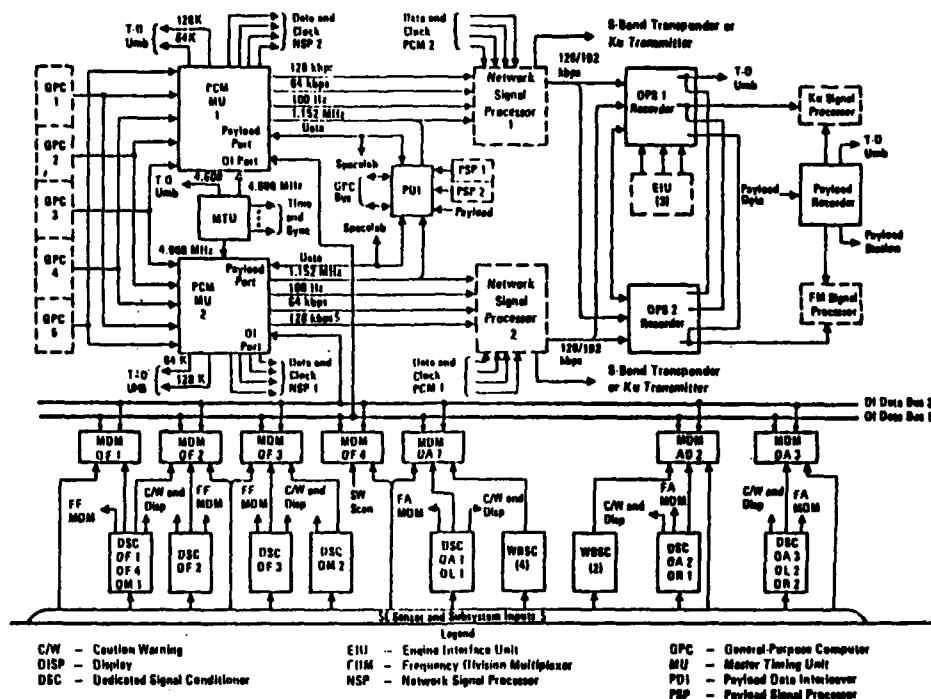 128K
T-O
Umb
64K
Data and
Clock
NSP 2
Data and
Clock
PCM 2
S-Band Transponder or
Ku Transmitter
GPC
1
GPC
2
GPC
3
GPC
4
GPC
5
PCM
MU
1
Payload
Port
OI Port
128 kbps
64 kbps
100 Hz
1.152 MHz
Data
Network
Signal
Processor
1
128/192
kbps
OPS 1
Recorder
T-O
Umb
Ku Signal
Processor
T-O
Umb
4.608
4.608 MHz
MTU
Time
and
Sync
Spacelab
GPC
Bus
PDI
PSP 1
PSP 2
Payload
EIU
(3)
Payload
Data
Payload
Recorder
T-O
Umb
Payload
Station
Spacelab
4.608 MHz
Payload
Port
PCM
MU
2
OI
Port
Data
1.152 MHz
100 Hz
64 kbps
128 kbps
Network
Signal
Processor
2
OPS 2
Recorder
FM Signal
Processor
128/192
kbps
64 K
T-O
UMB
128 K
Data and
Clock
NSP 1
Data and
Clock
PCM 1
S-Band Transponder
or Ku Transmitter
OI Data Bus 2
OI Data Bus 1
MDM
OF 1
MDM
OF 2
MDM
OF 3
MDM
OF 4
MDM
OA 1
MDM
AO 2
MDM
OA 3
FF
MDM
C/W and
Disp
FF
MDM
FF
MDM
C/W and
Disp
SW
Scan
FA
MDM
C/W and
Disp
C/W and
Disp
FA
MDM
C/W and
Disp
FA
MDM
DSC
OF 1
OF 4
OM 1
DSC
OF 2
DSC
OF 3
DSC
OM 2
DSC
OA 1
OL 1
WBSC
(4)
WBSC
(2)
DSC
OA 2
OR 1
DSC
OA 3
OL 2
OR 2
Sensor and Subsystem Inputs
Legend
C/W – Caution Warning
DISP – Display
DSC – Dedicated Signal Conditioner
EIU – Engine Interface Unit
FDM – Frequency Division Multiplexer
NSP – Network Signal Processor
GPC – General-Purpose Computer
MU – Master Timing Unit
PDI – Payload Data Interleaver
PSP – Payload Signal Processor